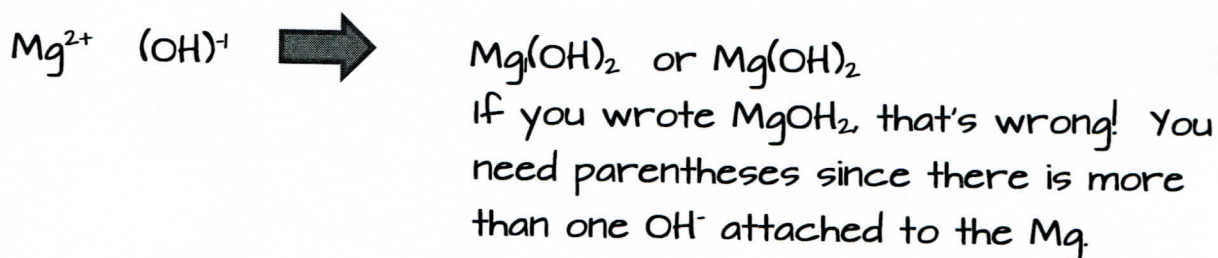 Mg²⁺ (OH)⁻¹ Mg₁(OH)₂ or Mg(OH)₂
If you wrote MgOH₂, that's wrong! You
need parentheses since there is more
than one OH⁻ attached to the Mg.